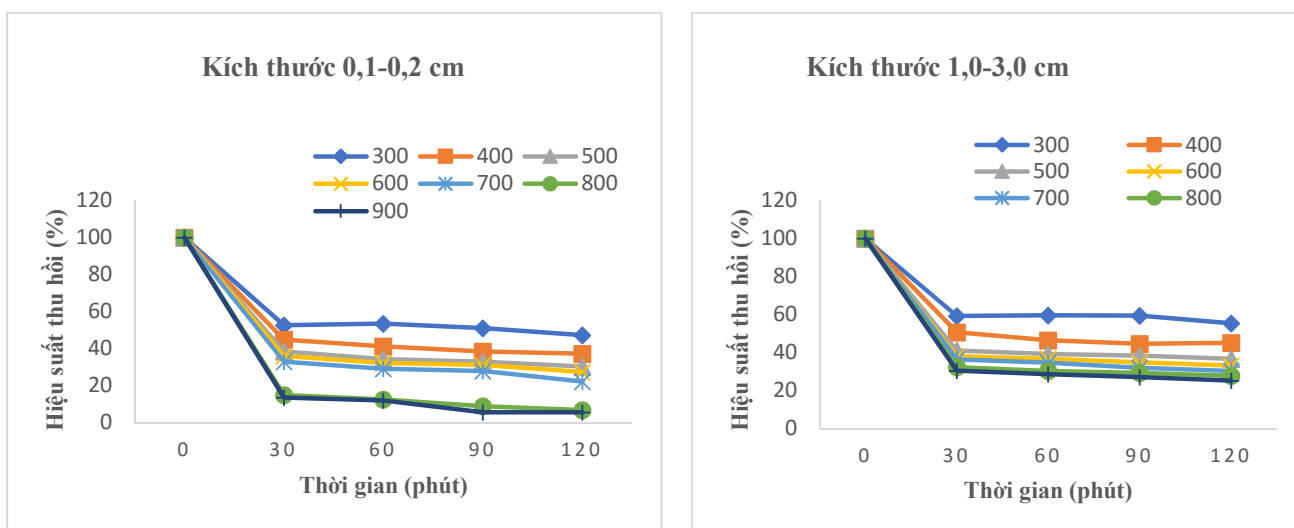 Kích thước 0,1-0,2 cm
300 400 500
600 700 800
900
Hiệu suất thu hồi (%)
120
100
80
60
40
20
0
0 30 60 90 120
Thời gian (phút)
Kích thước 1,0-3,0 cm
300 400
500 600
700 800
Hiệu suất thu hồi (%)
120
100
80
60
40
20
0
0 30 60 90 120
Thời gian (phút)